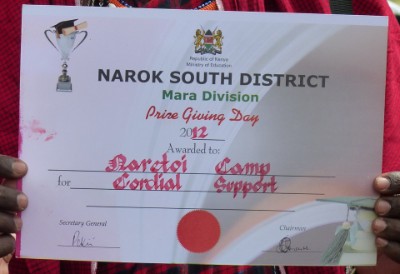 Republic of Kenya
Ministry of Education
NAROK SOUTH DISTRICT
Mara Division
Prize Giving Day
2012
Awarded to:
Naretoi Camp
for Cordial Support
Secretary General
Chairman